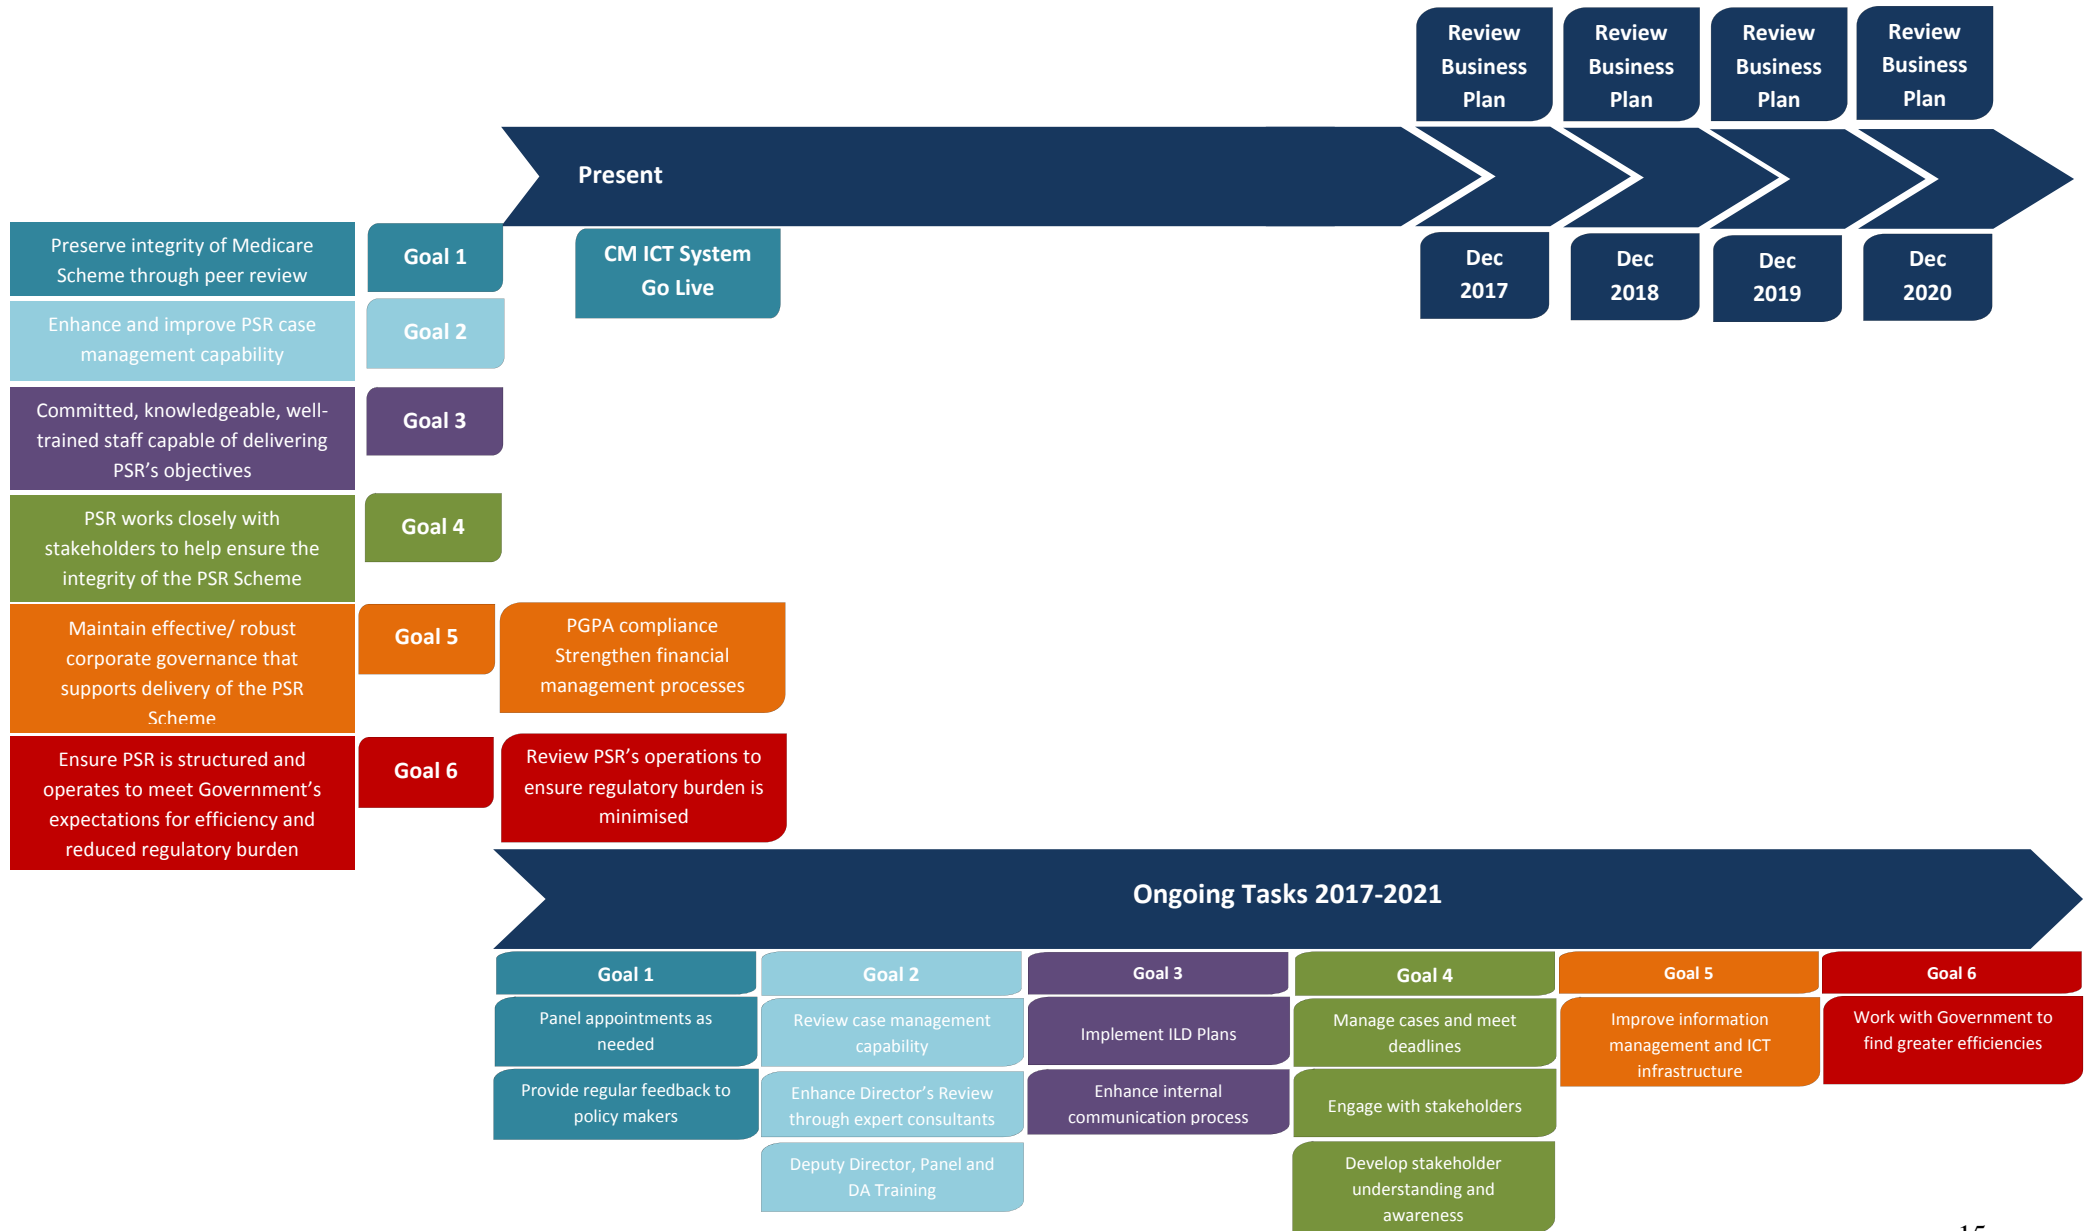 Review
Business
Plan
Review
Business
Plan
Review
Business
Plan
Review
Business
Plan
Present
Dec
2017
Dec
2018
Dec
2019
Dec
2020
Preserve integrity of Medicare
Scheme through peer review
Goal 1
CM ICT System
Go Live
Enhance and improve PSR case
management capability
Goal 2
Committed, knowledgeable, well-
trained staff capable of delivering
PSR’s objectives
Goal 3
PSR works closely with
stakeholders to help ensure the
integrity of the PSR Scheme
Goal 4
Maintain effective/ robust
corporate governance that
supports delivery of the PSR
Scheme
Goal 5
PGPA compliance
Strengthen financial
management processes
Ensure PSR is structured and
operates to meet Government’s
expectations for efficiency and
reduced regulatory burden
Goal 6
Review PSR’s operations to
ensure regulatory burden is
minimised
Ongoing Tasks 2017-2021
Goal 1
Panel appointments as
needed
Provide regular feedback to
policy makers
Goal 2
Review case management
capability
Enhance Director’s Review
through expert consultants
Deputy Director, Panel and
DA Training
Goal 3
Implement ILD Plans
Enhance internal
communication process
Goal 4
Manage cases and meet
deadlines
Engage with stakeholders
Develop stakeholder
understanding and
awareness
Goal 5
Improve information
management and ICT
infrastructure
Goal 6
Work with Government to
find greater efficiencies
15